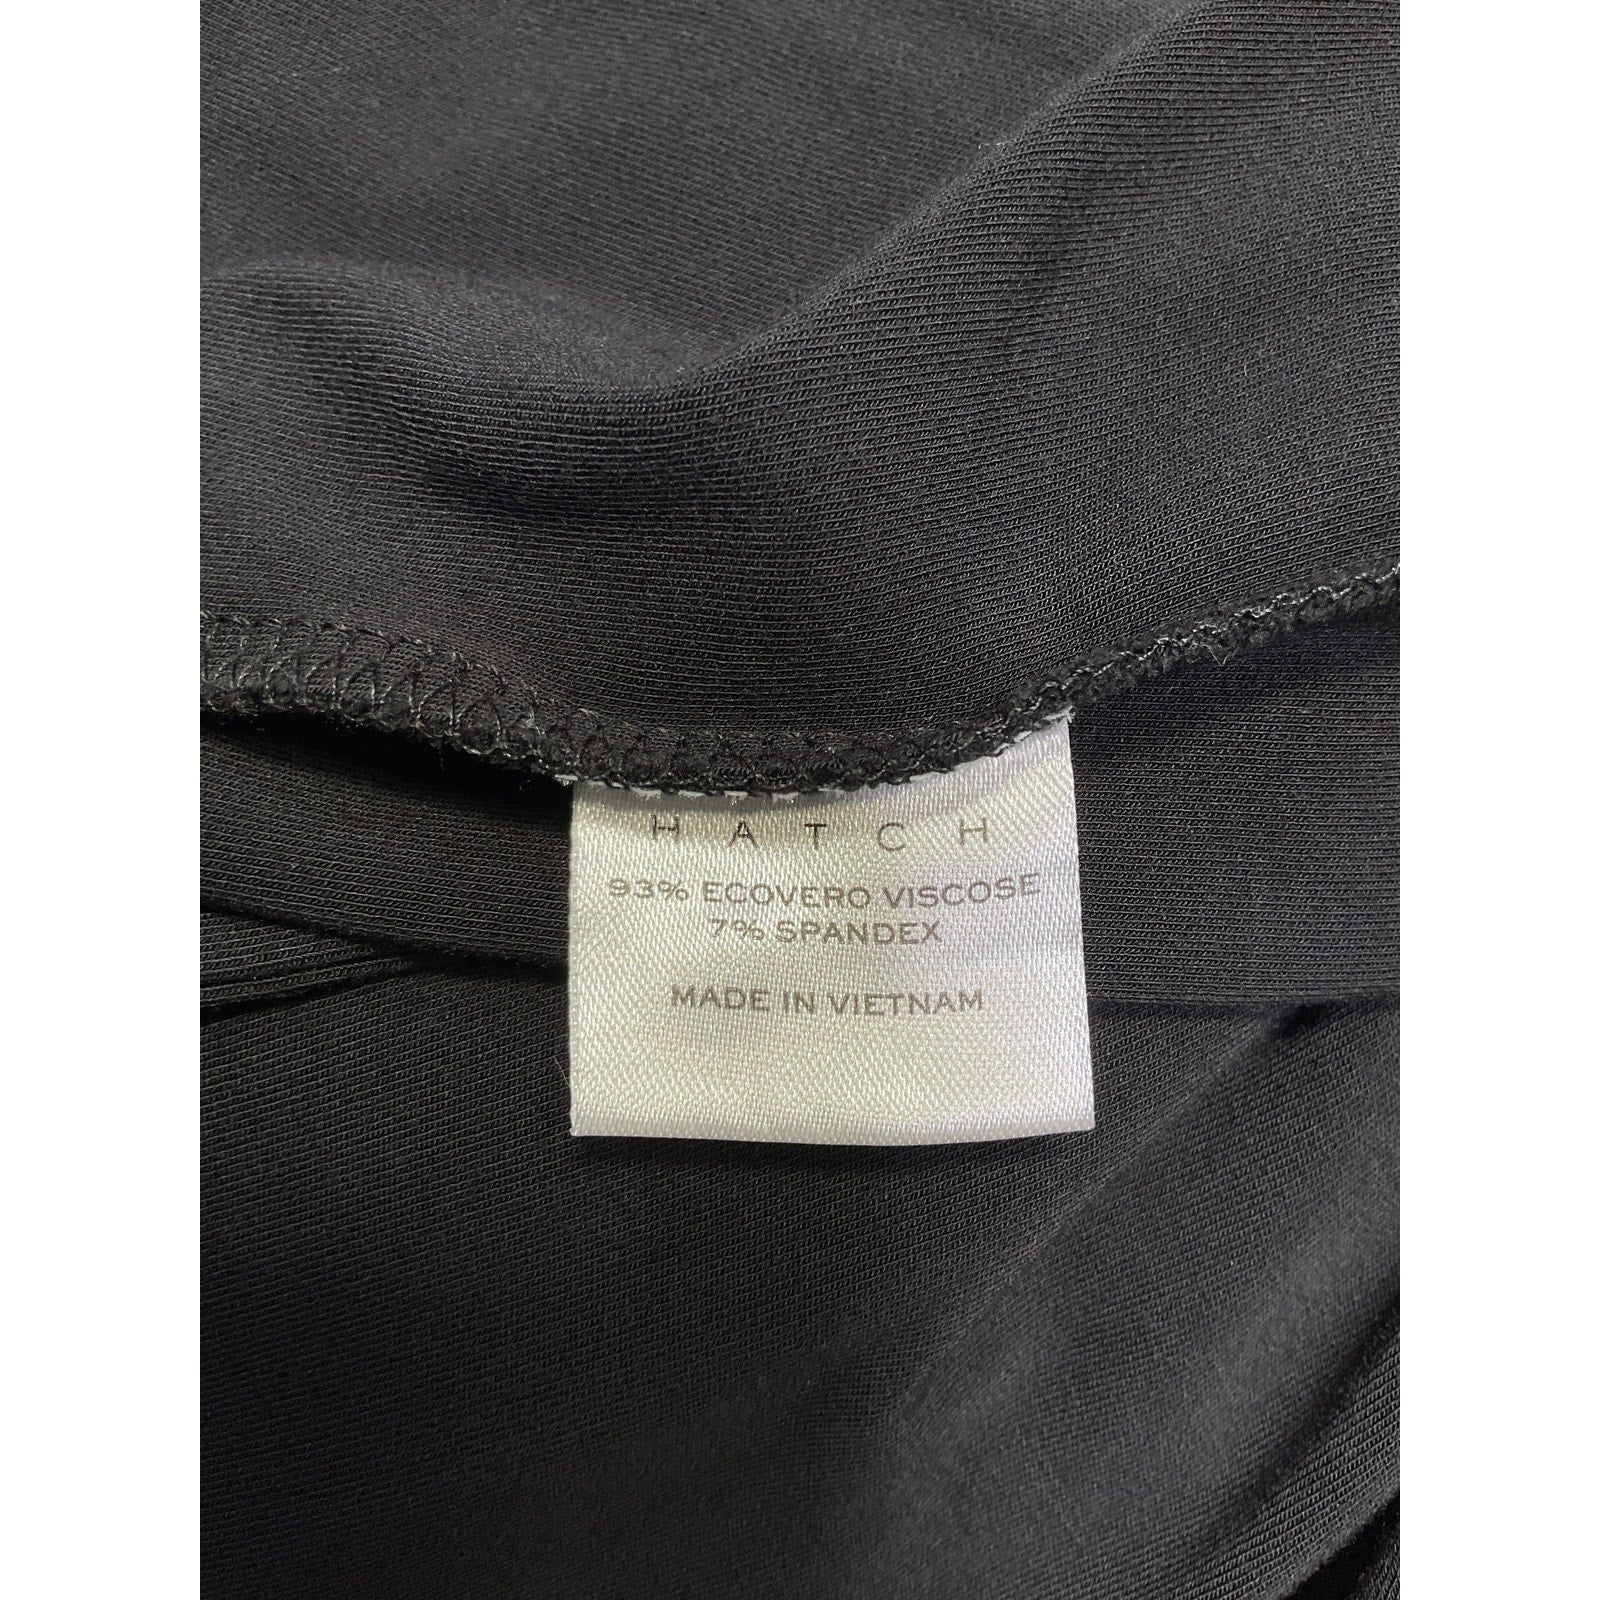 HATCH
93% ECOVERO VISCOSE
7% SPANDEX
MADE IN VIETNAM